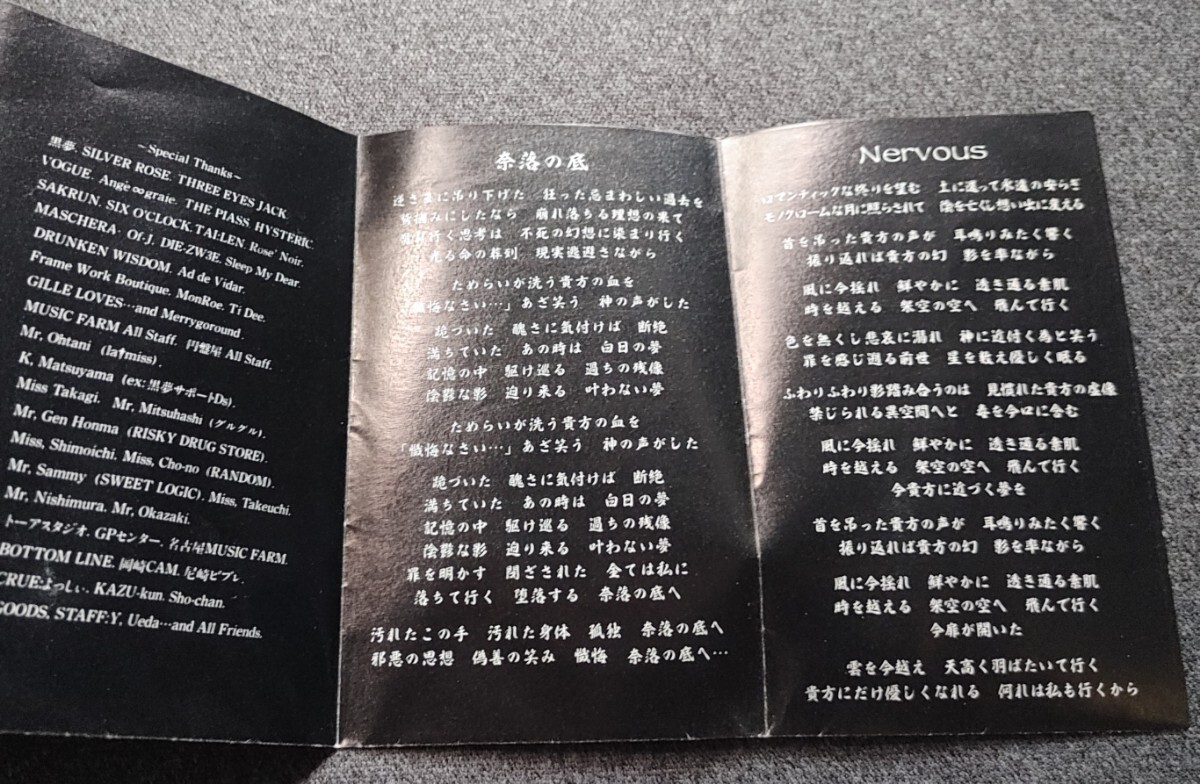 -Special Thanks-
黒夢. SILVER ROSE. THREE EYES JACK.
VOGUE. Ange∞graie. THE PIASS. HYSTERIC.
SAKRUN. SIX O'CLOCK. TAI:LEN. Rose' Noir.
MASCHERA. Of-J. DIE-ZW3E. Sleep My Dear.
DRUNKEN WISDOM. Ad de Vidar.
Frame Work Boutique. MonRoe. Ti Dee.
GILLE LOVES…and Merryground.
MUSIC FARM All Staff. 円盤屋 All Staff.
Mr, Ohtani (la†miss).
K, Matsuyama (ex:黒夢サポートDs).
Miss Takagi. Mr, Mitsuhashi (グルグル).
Mr, Gen Honma (RISKY DRUG STORE).
Miss, Shimoichi. Miss, Cho-no (RANDOM).
Mr, Sammy (SWEET LOGIC). Miss, Takeuchi.
Mr, Nishimura. Mr, Okazaki.
トーアスタジオ. GPセンター. 名古屋MUSIC FARM.
BOTTOM LINE. 岡崎CAM. 尼崎ビブレ.
CREW:よっしぃ. KAZU-kun. Sho-chan.
GOODS, STAFF:Y, Ueda…and All Friends.
奈落の底
逆さまに吊り下げた 狂った忌まわしい過去を
掴みにしたなら 崩れ落ちる理想の果て
行く思考は 不死の幻想に染まり行く
る命の葬列 現実逃避さながら
ためらいが洗う貴方の血を
懺悔なさい…」あざ笑う 神の声がした
跪づいた 醜さに気付けば 断絶
満ちていた あの時は 白日の夢
記憶の中 駆け巡る 過ちの残像
陰鬱な影 迫り来る 叶わない夢
ためらいが洗う貴方の血を
「懺悔なさい…」あざ笑う 神の声がした
跪づいた 醜さに気付けば 断絶
満ちていた あの時は 白日の夢
記憶の中 駆け巡る 過ちの残像
陰鬱な影 迫り来る 叶わない夢
罪を明かす 閉ざされた 全ては私に
落ちて行く 堕落する 奈落の底へ
汚れたこの手 汚れた身体 孤独 奈落の底へ
邪悪の思想 偽善の笑み 懺悔 奈落の底へ…
Nervous
ロマンティックな終りを望む 土に還って永遠の安らぎ
モノクロームな月に照らされて 陰を亡くし想い出に変える
首を吊った貴方の声が 耳鳴りみたく響く
振り返れば貴方の幻 影を率ながら
風に今揺れ 鮮やかに 透き通る素肌
時を越える 架空の空へ 飛んで行く
色を無くし悲哀に溺れ 神に近付く為と笑う
罪を感じ遡る前世 星を数え優しく眠る
ふわりふわり影踏み合うのは 見慣れた貴方の虚像
禁じられる異空間へと 毒を今口に含む
風に今揺れ 鮮やかに 透き通る素肌
時を越える 架空の空へ 飛んで行く
今貴方に近づく夢を
首を吊った貴方の声が 耳鳴りみたく響く
振り返れば貴方の幻 影を率ながら
風に今揺れ 鮮やかに 透き通る素肌
時を越える 架空の空へ 飛んで行く
今扉が開いた
雲を今越え 天高く羽ばたいて行く
貴方にだけ優しくなれる 何れは私も行くから